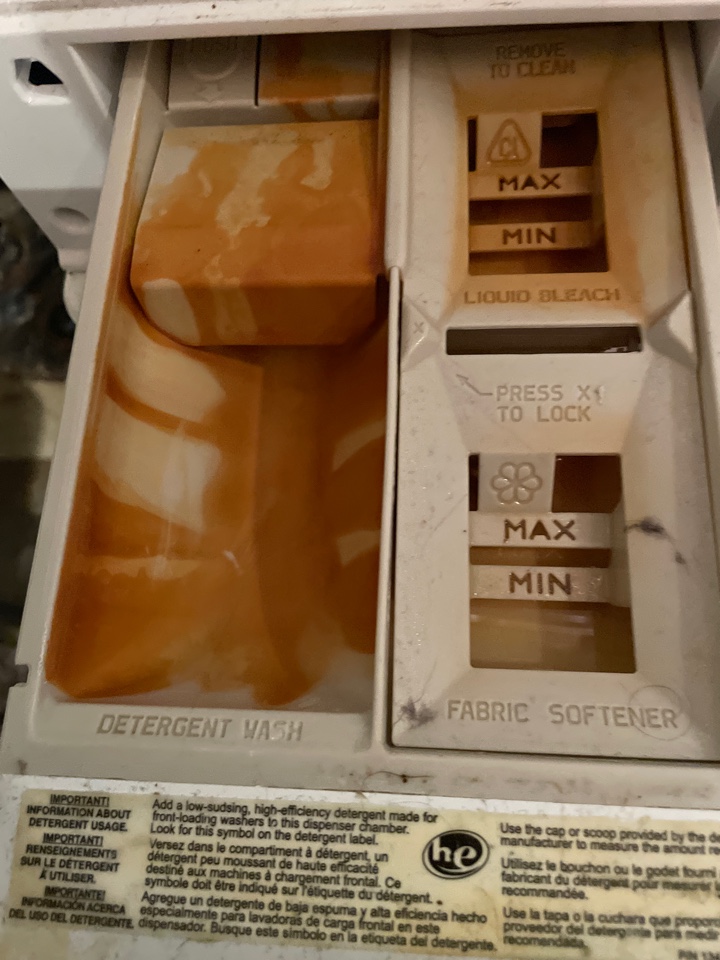 PUSH
REMOVE
TO CLEAN
Cl
MAX
MIN
LIQUID BLEACH
X
PRESS X
TO LOCK
MAX
MIN
DETERGENT WASH
FABRIC SOFTENER
IMPORTANT!
INFORMATION ABOUT
DETERGENT USAGE.
IMPORTANT!
RENSEIGNEMENTS
SUR LE DÉTERGENT
À UTILISER.
IMPORTANTE!
INFORMACIÓN ACERCA
DEL USO DEL DETERGENTE.
Add a low-sudsing, high-efficiency detergent made for
front-loading washers to this dispenser chamber.
Look for this symbol on the detergent label.
Versez dans le compartiment à détergent, un
détergent peu moussant de haute efficacité
destiné aux machines à chargement frontal. Ce
symbole doit être indiqué sur l'étiquette du détergent.
Agregue un detergente de baja espuma y alta eficiencia hecho
especialmente para lavadoras de carga frontal en este
dispensador. Busque este símbolo en la etiqueta del detergente.
he
Use the cap or scoop provided by the de
manufacturer to measure the amount re
Utilisez le bouchon ou le godet fourni
fabricant du détergent pour mesurer
recommandée.
Use la tapa o la cuchara que propor
proveedor del detergente para medir
recomendada.
P/N 134